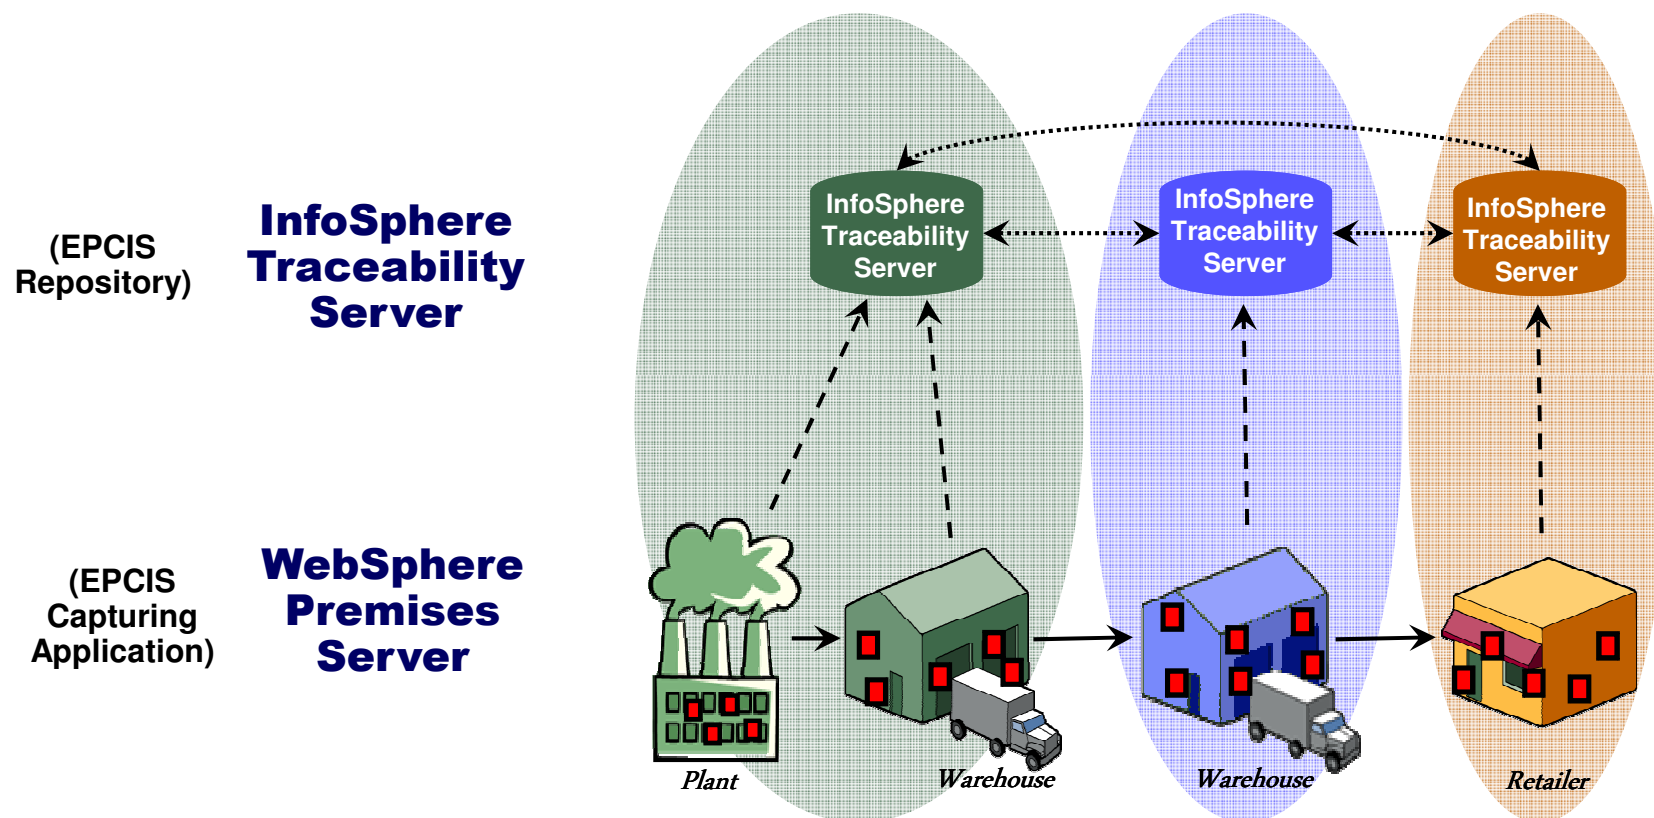 (EPCIS
Repository)
InfoSphere
Traceability
Server
InfoSphere
Traceability
Server
InfoSphere
Traceability
Server
InfoSphere
Traceability
Server
(EPCIS
Capturing
Application)
WebSphere
Premises
Server
Plant
Warehouse
Warehouse
Retailer